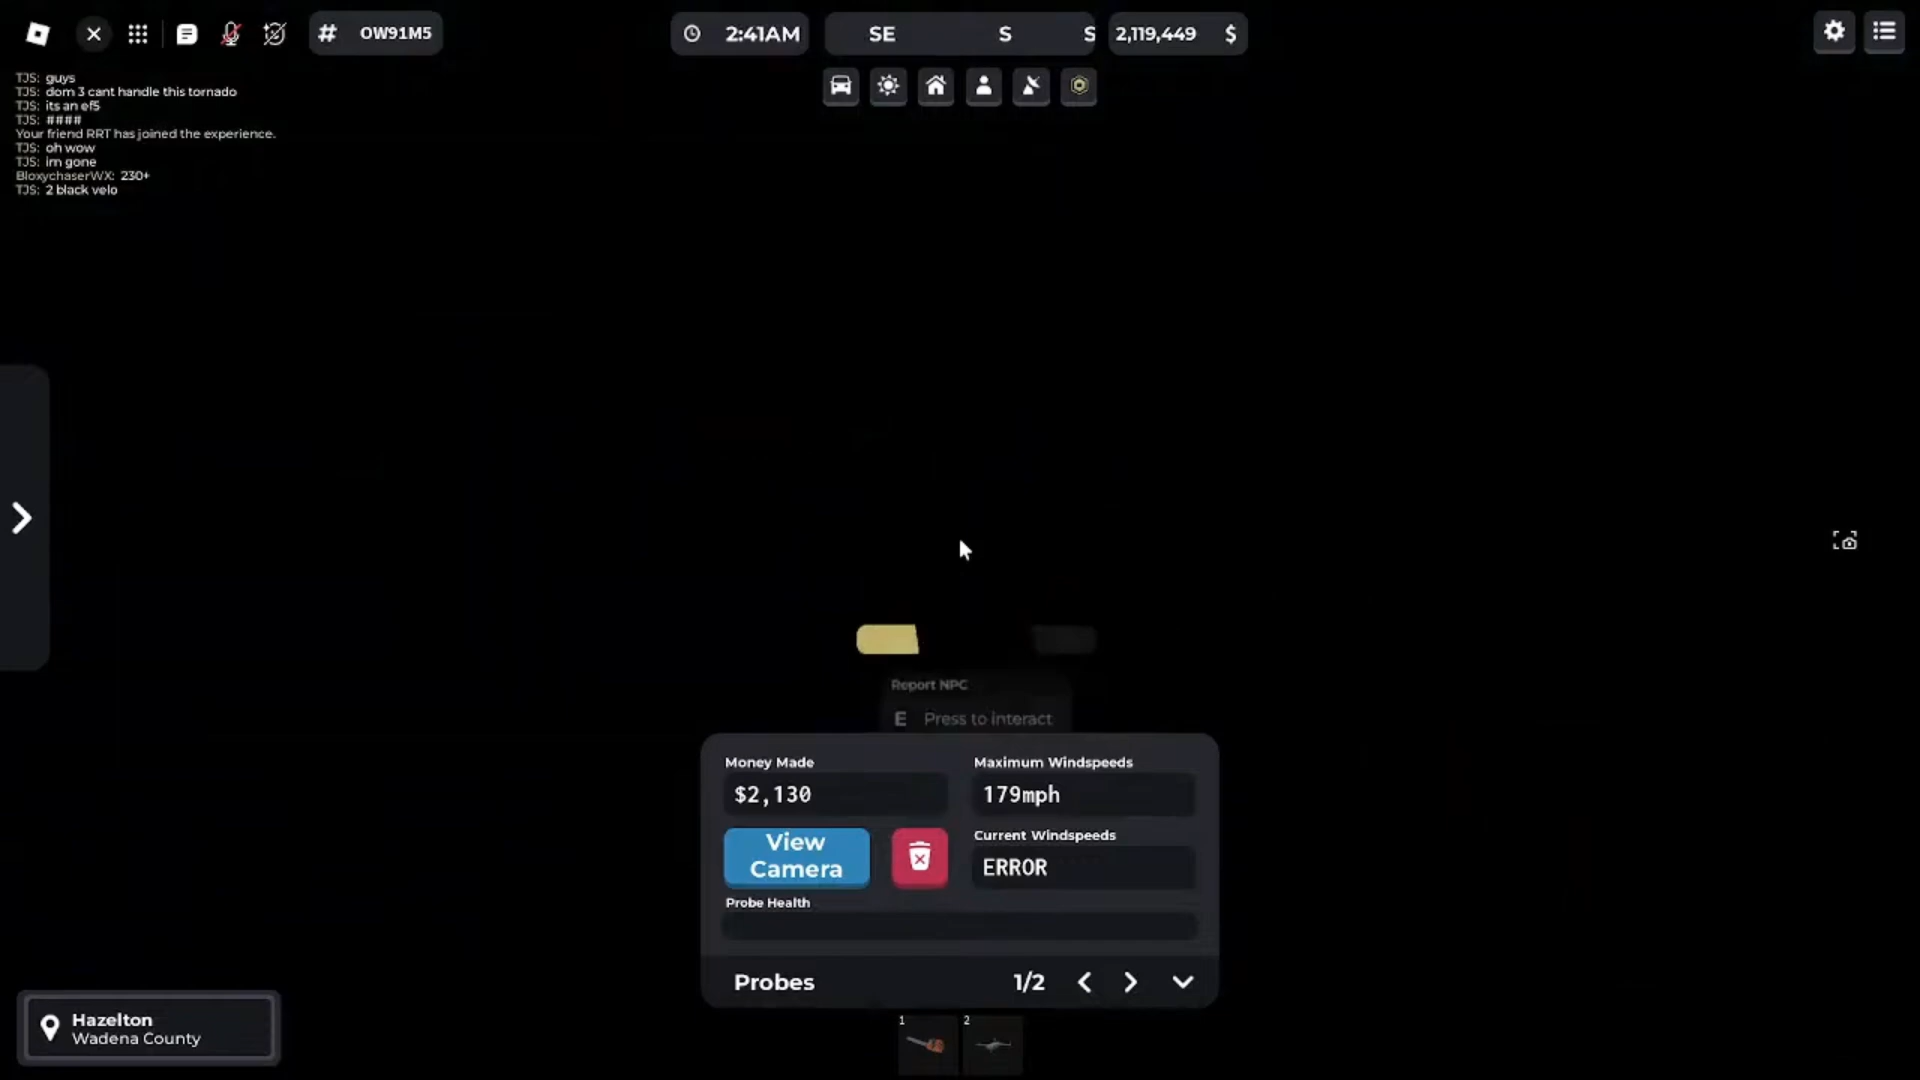 # OW91M5
2:41AM
SE S S
2,119,449 $
TJS: guys
TJS: dom 3 cant handle this tornado
TJS: its an ef5
TJS: ####
Your friend RRT has joined the experience.
TJS: oh wow
TJS: im gone
BloxychaserWX: 230+
TJS: 2 black velo
Report NPC
E Press to interact
Money Made
$2,130
Maximum Windspeeds
179mph
View
Camera
Current Windspeeds
ERROR
Probe Health
Probes 1/2
Hazelton
Wadena County
1 2